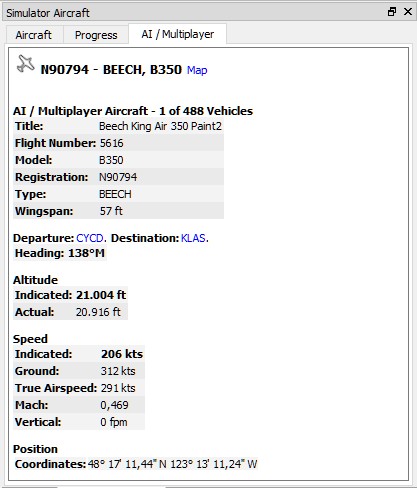 Simulator Aircraft
Aircraft Progress AI / Multiplayer
N90794 - BEECH, B350 Map
AI / Multiplayer Aircraft - 1 of 488 Vehicles
Title: Beech King Air 350 Paint2
Flight Number: 5616
Model: B350
Registration: N90794
Type: BEECH
Wingspan: 57 ft
Departure: CYCD. Destination: KLAS.
Heading: 138°M
Altitude
Indicated: 21.004 ft
Actual: 20.916 ft
Speed
Indicated: 206 kts
Ground: 312 kts
True Airspeed: 291 kts
Mach: 0,469
Vertical: 0 fpm
Position
Coordinates: 48° 17' 11,44" N 123° 13' 11,24" W